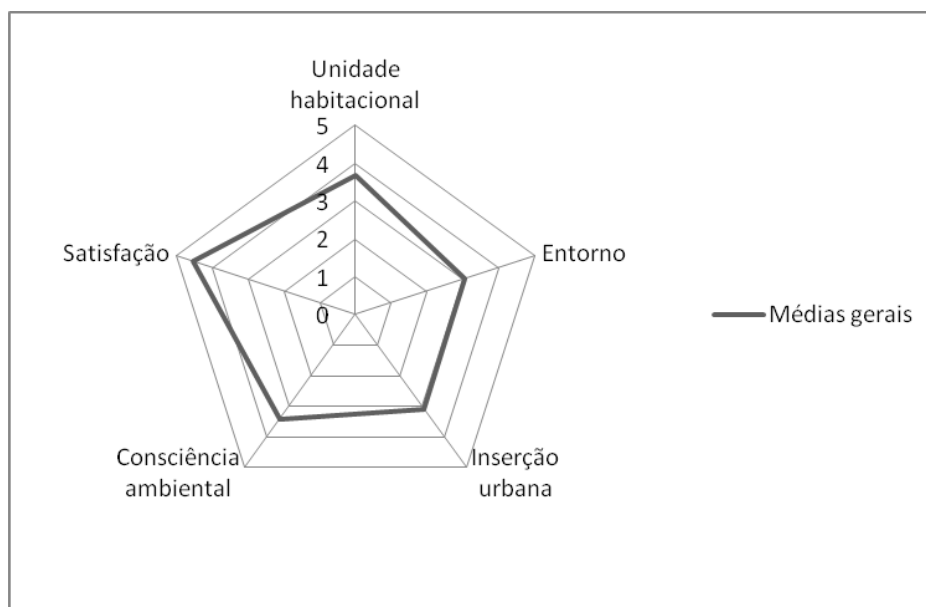 Unidade
habitacional
5
4
3
2
1
0
Satisfação
Entorno
Médias gerais
Consciência
ambiental
Inserção
urbana